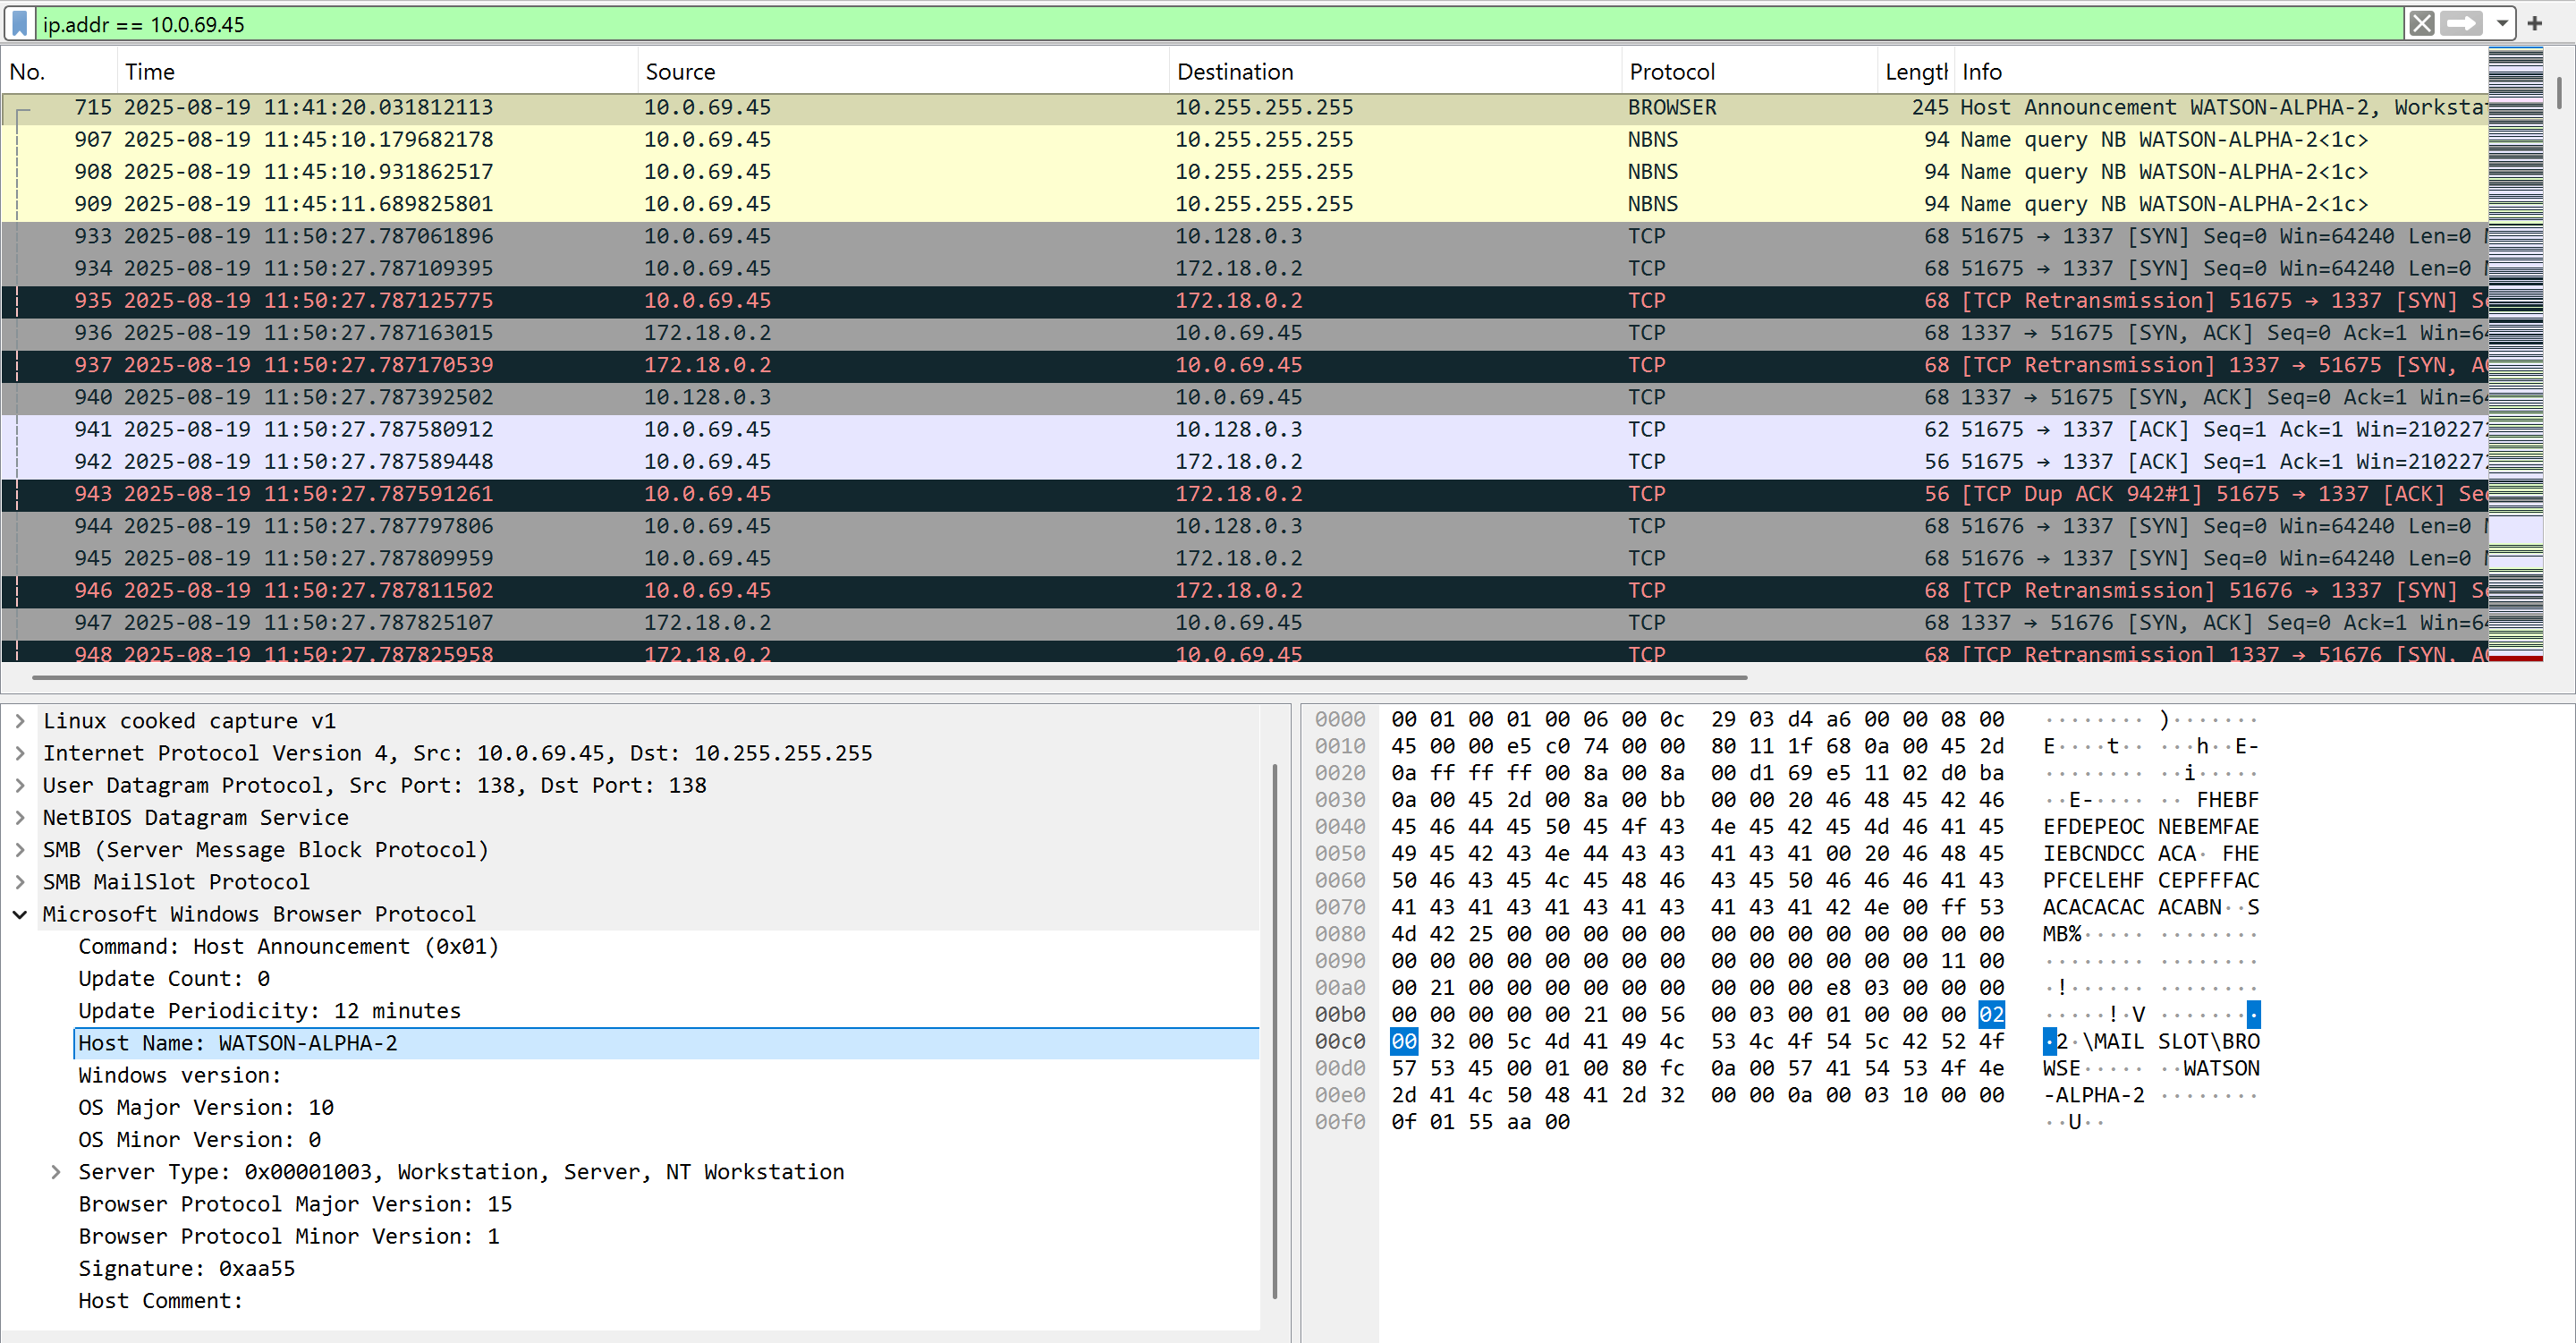 ip.addr == 10.0.69.45
No. Time Source Destination Protocol Length Info
715 2025-08-19 11:41:20.031812113 10.0.69.45 10.255.255.255 BROWSER 245 Host Announcement WATSON-ALPHA-2, Worksta
907 2025-08-19 11:45:10.179682178 10.0.69.45 10.255.255.255 NBNS 94 Name query NB WATSON-ALPHA-2<1c>
908 2025-08-19 11:45:10.931862517 10.0.69.45 10.255.255.255 NBNS 94 Name query NB WATSON-ALPHA-2<1c>
909 2025-08-19 11:45:11.689825801 10.0.69.45 10.255.255.255 NBNS 94 Name query NB WATSON-ALPHA-2<1c>
933 2025-08-19 11:50:27.787061896 10.0.69.45 10.128.0.3 TCP 68 51675 → 1337 [SYN] Seq=0 Win=64240 Len=0
934 2025-08-19 11:50:27.787109395 10.0.69.45 172.18.0.2 TCP 68 51675 → 1337 [SYN] Seq=0 Win=64240 Len=0
935 2025-08-19 11:50:27.787125775 10.0.69.45 172.18.0.2 TCP 68 [TCP Retransmission] 51675 → 1337 [SYN]
936 2025-08-19 11:50:27.787163015 172.18.0.2 10.0.69.45 TCP 68 1337 → 51675 [SYN, ACK] Seq=0 Ack=1 Win=6
937 2025-08-19 11:50:27.787170539 172.18.0.2 10.0.69.45 TCP 68 [TCP Retransmission] 1337 → 51675 [SYN, A
940 2025-08-19 11:50:27.787392502 10.128.0.3 10.0.69.45 TCP 68 1337 → 51675 [SYN, ACK] Seq=0 Ack=1 Win=6
941 2025-08-19 11:50:27.787580912 10.0.69.45 10.128.0.3 TCP 62 51675 → 1337 [ACK] Seq=1 Ack=1 Win=210227
942 2025-08-19 11:50:27.787589448 10.0.69.45 172.18.0.2 TCP 56 51675 → 1337 [ACK] Seq=1 Ack=1 Win=210227
943 2025-08-19 11:50:27.787591261 10.0.69.45 172.18.0.2 TCP 56 [TCP Dup ACK 942#1] 51675 → 1337 [ACK] Se
944 2025-08-19 11:50:27.787797806 10.0.69.45 10.128.0.3 TCP 68 51676 → 1337 [SYN] Seq=0 Win=64240 Len=0
945 2025-08-19 11:50:27.787809959 10.0.69.45 172.18.0.2 TCP 68 51676 → 1337 [SYN] Seq=0 Win=64240 Len=0
946 2025-08-19 11:50:27.787811502 10.0.69.45 172.18.0.2 TCP 68 [TCP Retransmission] 51676 → 1337 [SYN]
947 2025-08-19 11:50:27.787825107 172.18.0.2 10.0.69.45 TCP 68 1337 → 51676 [SYN, ACK] Seq=0 Ack=1 Win=6
948 2025-08-19 11:50:27.787825958 172.18.0.2 10.0.69.45 TCP 68 [TCP Retransmission] 1337 → 51676 [SYN, A
Linux cooked capture v1
Internet Protocol Version 4, Src: 10.0.69.45, Dst: 10.255.255.255
User Datagram Protocol, Src Port: 138, Dst Port: 138
NetBIOS Datagram Service
SMB (Server Message Block Protocol)
SMB MailSlot Protocol
Microsoft Windows Browser Protocol
Command: Host Announcement (0x01)
Update Count: 0
Update Periodicity: 12 minutes
Host Name: WATSON-ALPHA-2
Windows version:
OS Major Version: 10
OS Minor Version: 0
Server Type: 0x00001003, Workstation, Server, NT Workstation
Browser Protocol Major Version: 15
Browser Protocol Minor Version: 1
Signature: 0xaa55
Host Comment:
0000 00 01 00 01 00 06 00 0c 29 03 d4 a6 00 00 08 00 ········ )·······
0010 45 00 00 e5 c0 74 00 00 80 11 1f 68 0a 00 45 2d E····t·· ···h··E-
0020 0a ff ff ff 00 8a 00 8a 00 d1 69 e5 11 02 d0 ba ········ ··i·····
0030 0a 00 45 2d 00 8a 00 bb 00 00 20 46 48 45 42 46 ··E-···· ·· FHEBF
0040 45 46 44 45 50 45 4f 43 4e 45 42 45 4d 46 41 45 EFDEPEOC NEBEMFAE
0050 49 45 42 43 4e 44 43 43 41 43 41 00 20 46 48 45 IEBCNDCC ACA· FHE
0060 50 46 43 45 4c 45 48 46 43 45 50 46 46 46 41 43 PFCELEHF CEPFFFAC
0070 41 43 41 43 41 43 41 43 41 43 41 42 4e 00 ff 53 ACACACAC ACABN··S
0080 4d 42 25 00 00 00 00 00 00 00 00 00 00 00 00 00 MB%····· ········
0090 00 00 00 00 00 00 00 00 00 00 00 00 00 00 11 00 ········ ········
00a0 00 21 00 00 00 00 00 00 00 00 00 e8 03 00 00 00 ·!······ ········
00b0 00 00 00 00 00 21 00 56 00 03 00 01 00 00 00 02 ·····!·V ········
00c0 00 32 00 5c 4d 41 49 4c 53 4c 4f 54 5c 42 52 4f ·2·\MAIL SLOT\BRO
00d0 57 53 45 00 01 00 80 fc 0a 00 57 41 54 53 4f 4e WSE····· ··WATSON
00e0 2d 41 4c 50 48 41 2d 32 00 00 0a 00 03 10 00 00 -ALPHA-2 ········
00f0 0f 01 55 aa 00 ··U··